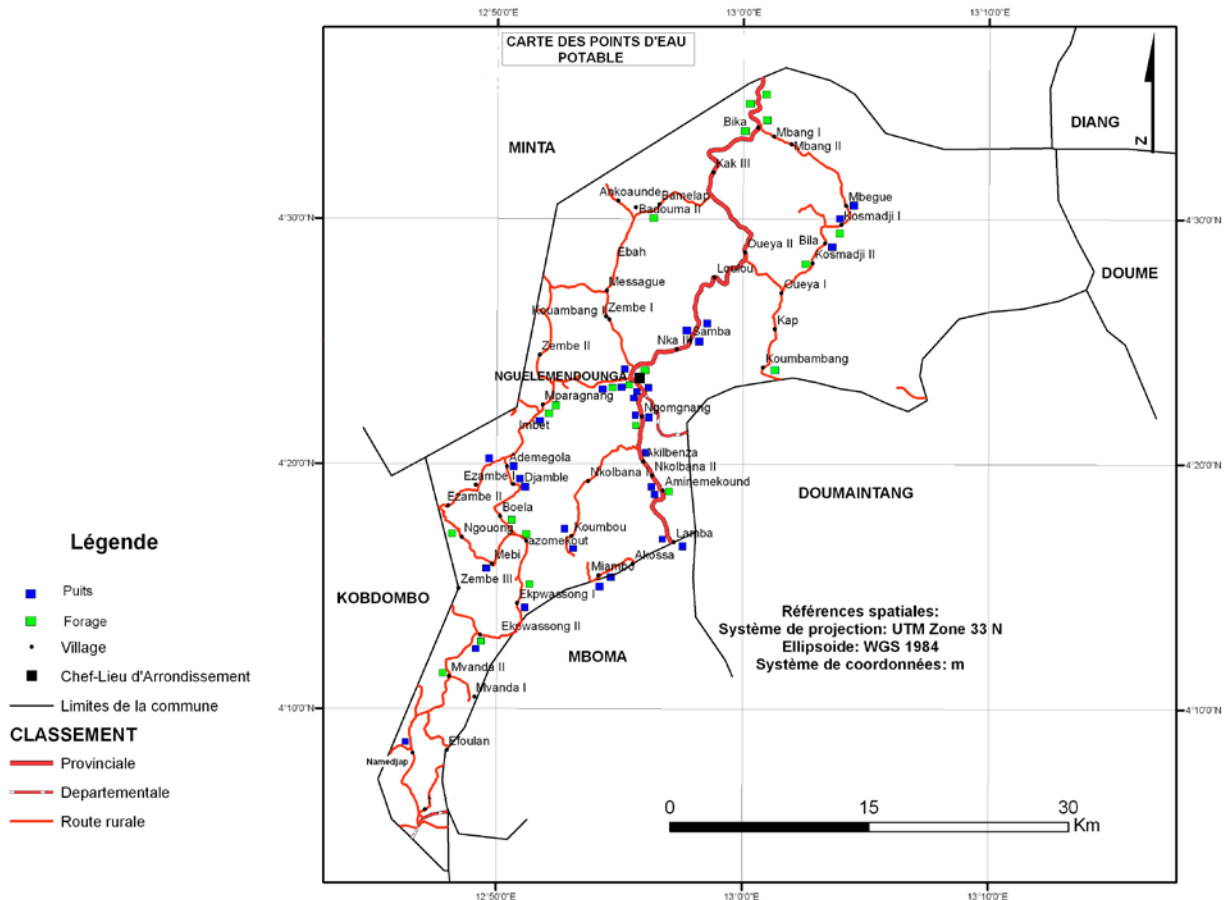 12°50'0"E
13°0'0"E
13°10'0"E
CARTE DES POINTS D'EAU
POTABLE
DIANG
N
MINTA
Bika
Mbang I
Mbang II
Kak III
Ankoaunde
Bamelap
Badouma II
Mbegue
Kosmadji I
4°30'0"N
4°30'0"N
Bila
Kosmadji II
Oueya II
Ebah
DOUME
Loulou
Messague
Oueya I
Kouambang I
Zembe I
Kap
Samba
Nka II
Zembe II
Koumbambang
NGUELEMENDOUNGA
Mparagnang
Ngomgnang
Imbet
Akilbenza
4°20'0"N
4°20'0"N
Ademegola
Nkolbana II
Nkolbana I
Ezambe I
Djamble
Aminemekound
DOUMAINTANG
Ezambe II
Boela
Ngouong
Koumbou
Yazomekout
Lamba
Légende
Mebi
Akossa
Miambo
Zembe III
Puits
KOBDOMBO
Ekpwassong I
Forage
Références spatiales:
Système de projection: UTM Zone 33 N
Ellipsoide: WGS 1984
Système de coordonnées: m
Ekpwassong II
Village
MBOMA
Chef-Lieu d'Arrondissement
Mvanda II
Mvanda I
Limites de la commune
4°10'0"N
4°10'0"N
CLASSEMENT
Eloulan
Provinciale
Namedjap
Departementale
0
15
30
Km
Route rurale
12°50'0"E
13°0'0"E
13°10'0"E